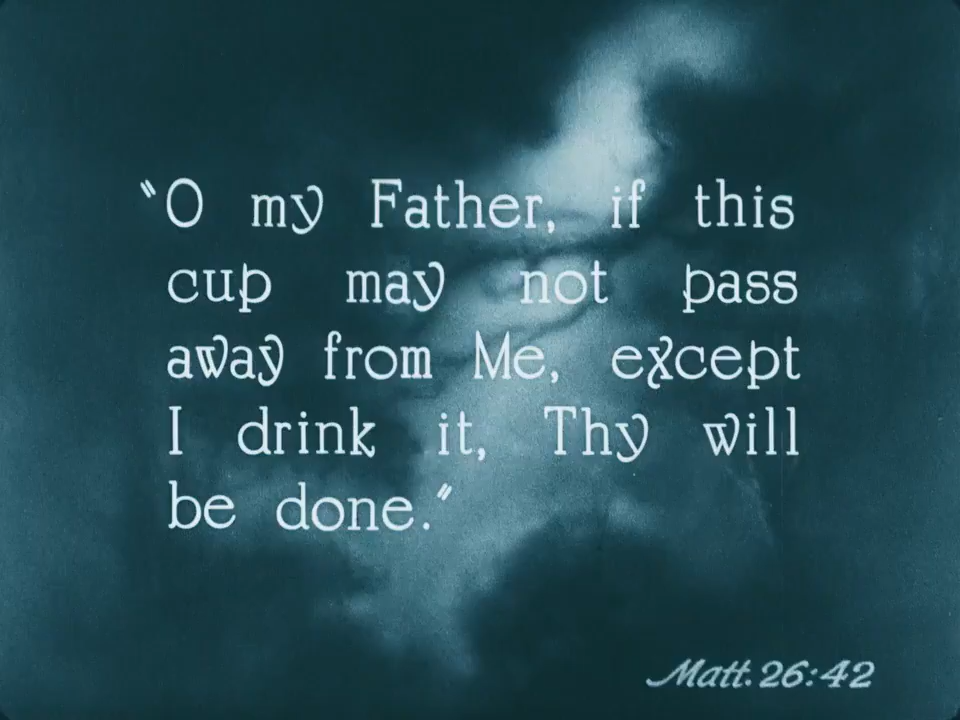 "O my Father, if this
cup may not pass
away from Me, except
I drink it, Thy will
be done."
Matt. 26:42